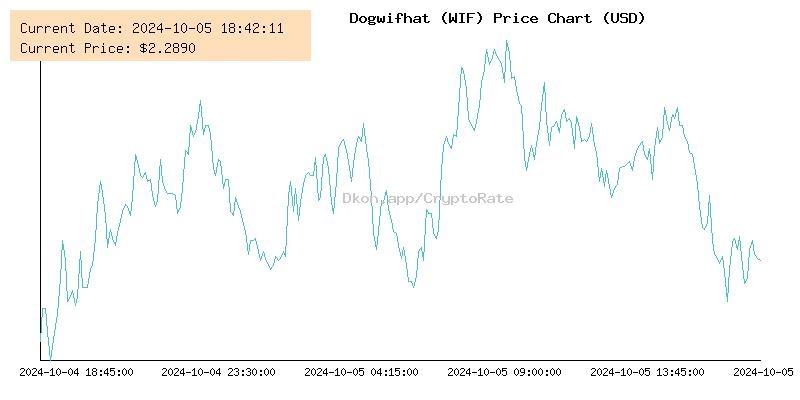 Dogwifhat (WIF) Price Chart (USD)
Current Date: 2024-10-05 18:42:11
Current Price: $2.2890
Dkon.app/CryptoRate
2024-10-04 18:45:00 2024-10-04 23:30:00 2024-10-05 04:15:00 2024-10-05 09:00:00 2024-10-05 13:45:00 2024-10-05